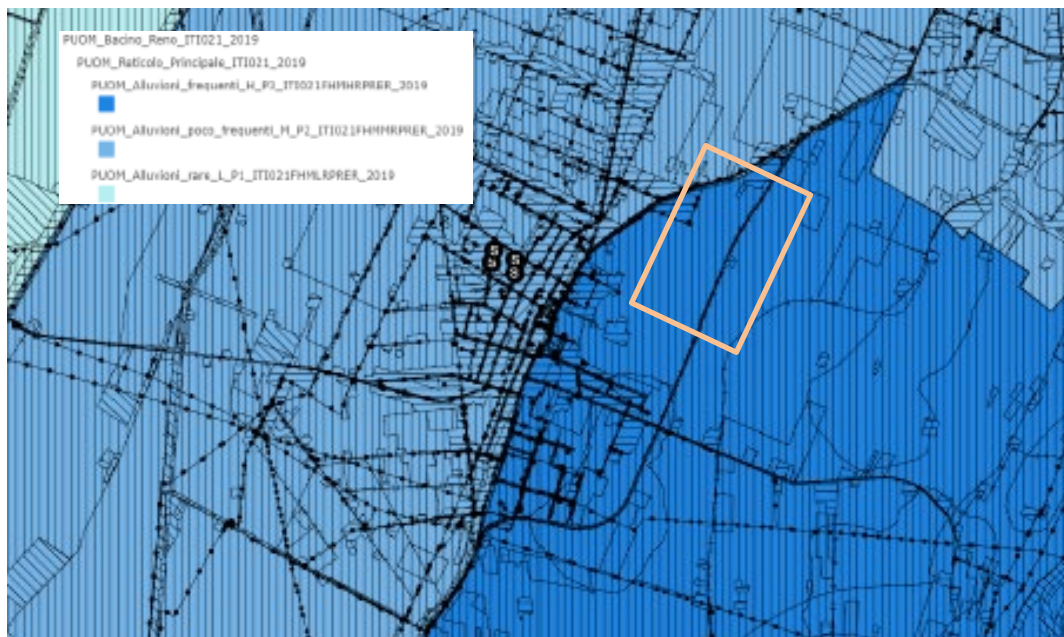 PUOM_Bacino_Reno_ITI021_2019
PUOM_Reticolo_Principale_ITI021_2019
PUOM_Alluvioni_frequenti_H_P3_ITI021FHMHRPRER_2019
PUOM_Alluvioni_poco_frequenti_M_P2_ITI021FHMMRPRER_2019
PUOM_Alluvioni_rare_L_P1_ITI021FHMLRPRER_2019